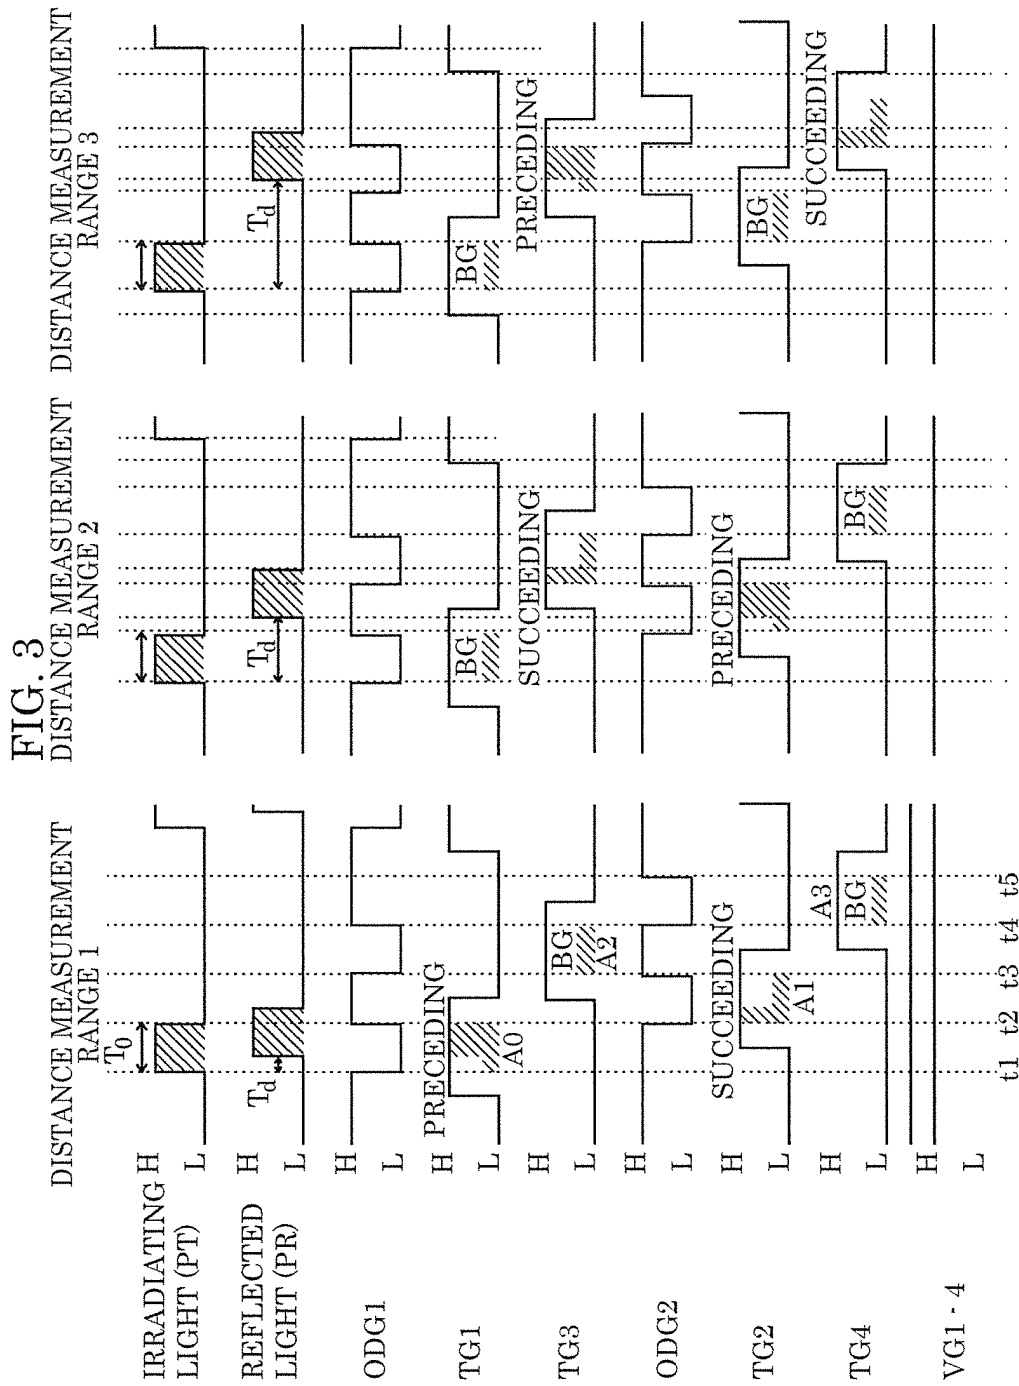 FIG. 3
DISTANCE MEASUREMENT
RANGE 1
DISTANCE MEASUREMENT
RANGE 2
DISTANCE MEASUREMENT
RANGE 3
IRRADIATING
LIGHT (PT)
H
L
T0
REFLECTED
LIGHT (PR)
H
L
Td
Td
Td
ODG1
H
L
TG1
H
L
PRECEDING
A0
BG
BG
TG3
H
L
BG
A2
SUCCEEDING
PRECEDING
ODG2
H
L
TG2
H
L
SUCCEEDING
A1
PRECEDING
BG
TG4
H
L
A3
BG
BG
SUCCEEDING
VG1 - 4
H
L
t1 t2 t3 t4 t5